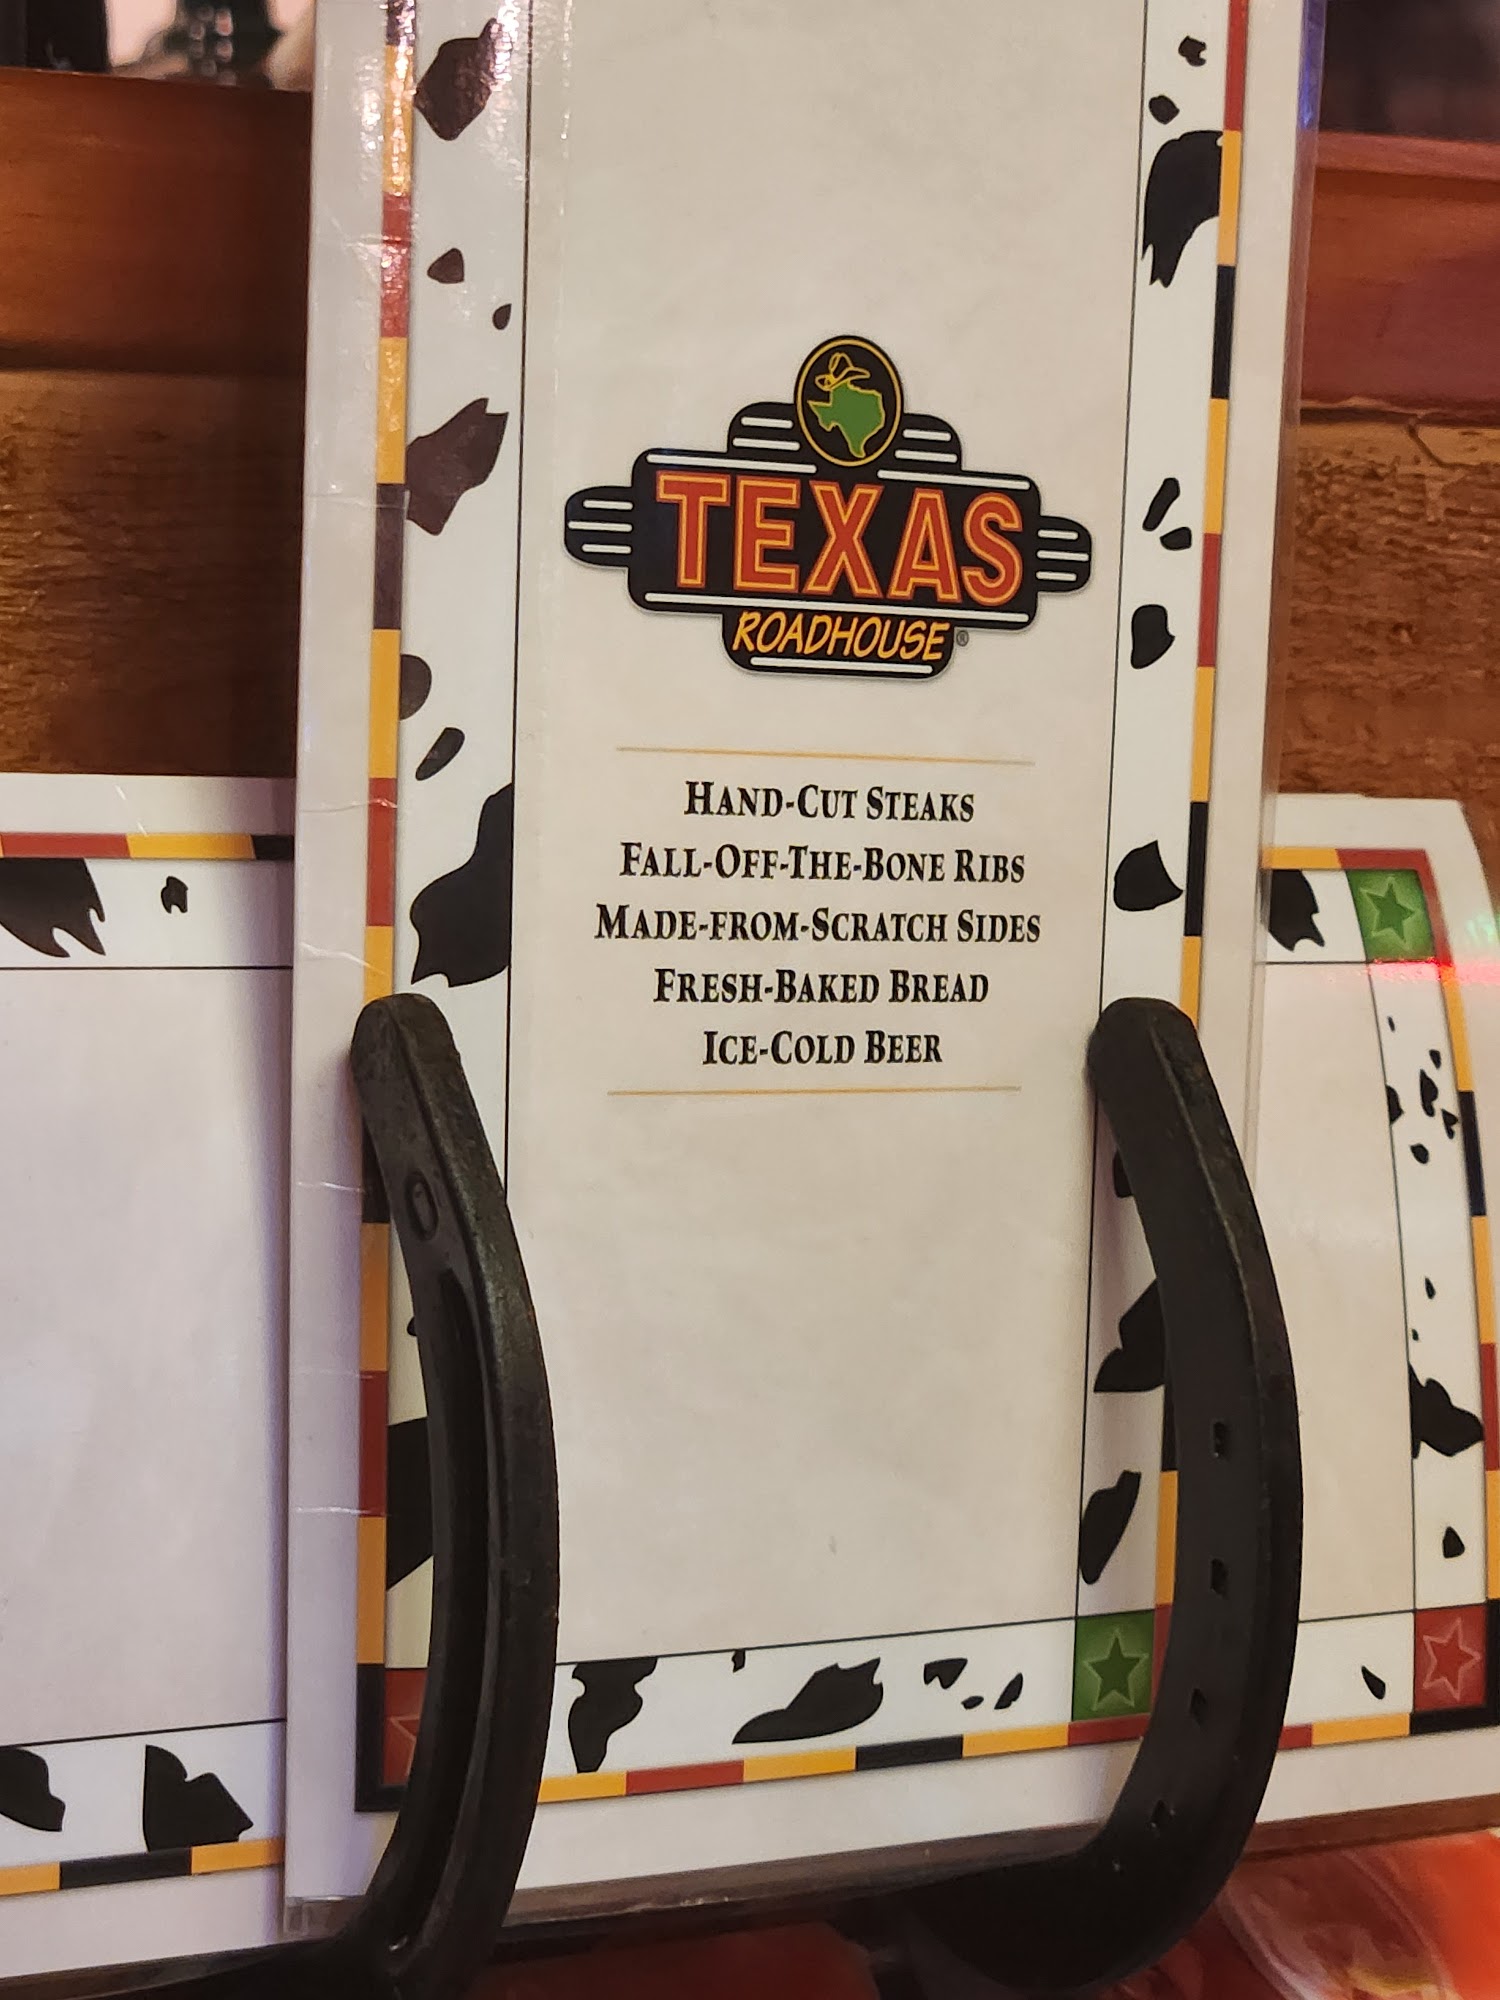 TEXAS
ROADHOUSE®
HAND-CUT STEAKS
FALL-OFF-THE-BONE RIBS
MADE-FROM-SCRATCH SIDES
FRESH-BAKED BREAD
ICE-COLD BEER